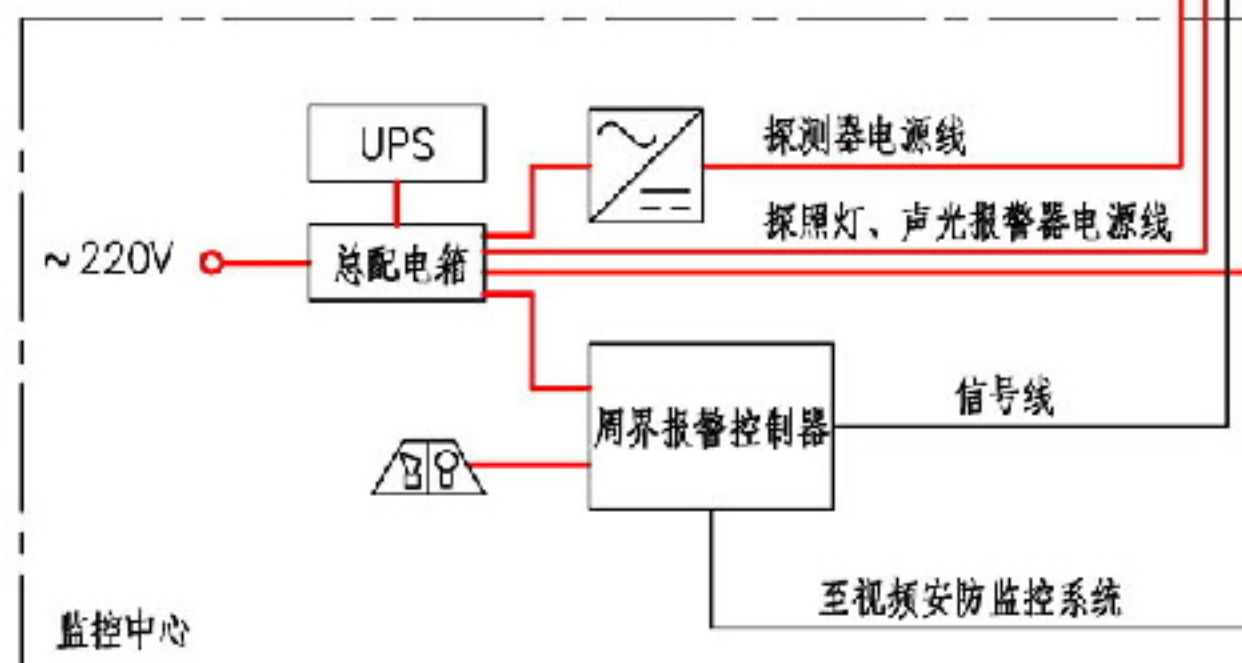 UPS
探测器电源线
探照灯、声光报警器电源线
~220V
总配电箱
信号线
周界报警控制器
至视频安防监控系统
监控中心